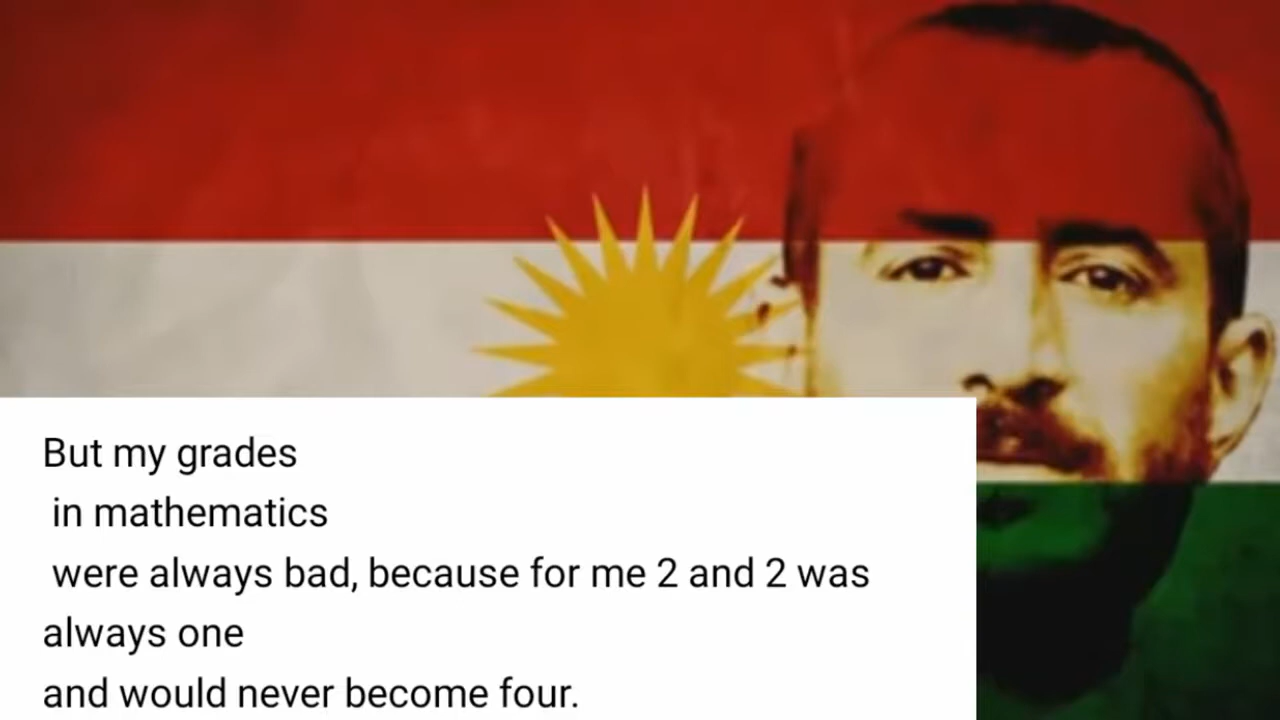 But my grades
in mathematics
were always bad, because for me 2 and 2 was
always one
and would never become four.